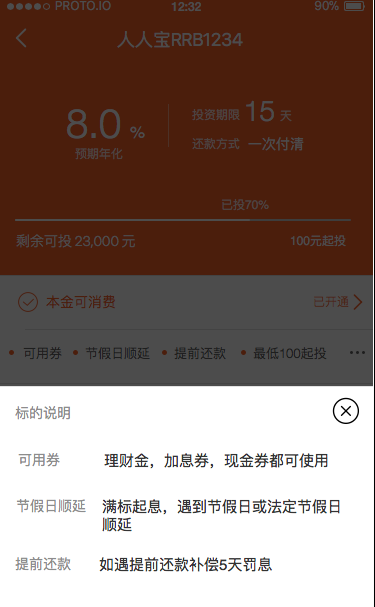 PROTO.IO 12:32 90%
人人宝RRB1234
8.0 %
预期年化
投资期限 15 天
还款方式 一次付清
已投70%
剩余可投 23,000 元 100元起投
本金可消费 已开通
可用券 节假日顺延 提前还款 最低100起投
标的说明
可用券 理财金，加息券，现金券都可使用
节假日顺延 满标起息，遇到节假日或法定节假日
顺延
提前还款 如遇提前还款补偿5天罚息